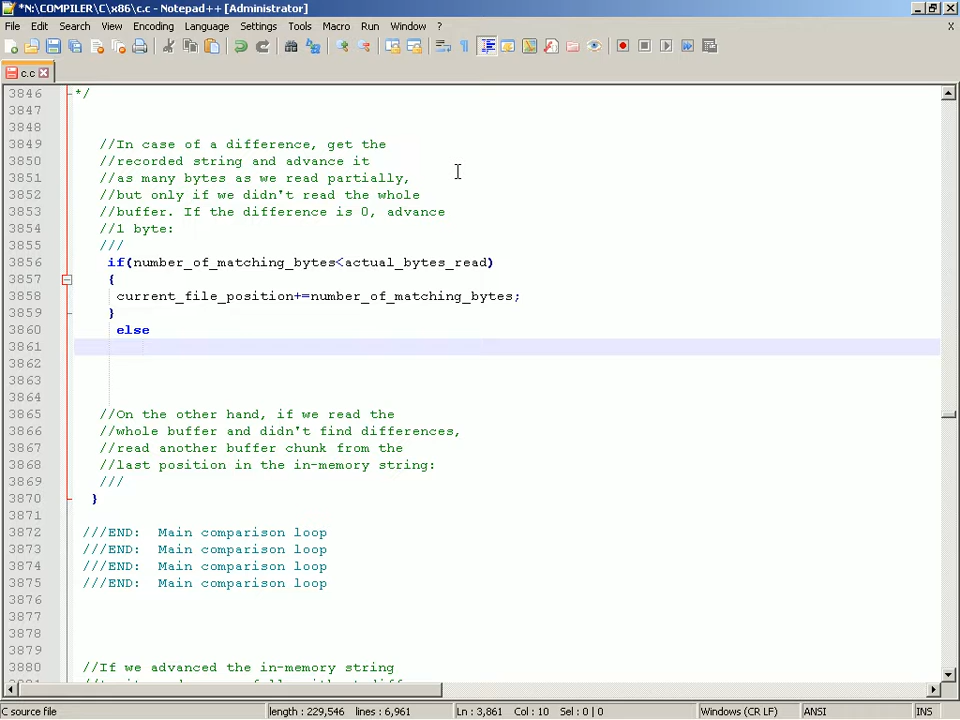 *N:\COMPILER\C\x86\c.c - Notepad++ [Administrator]
File Edit Search View Encoding Language Settings Tools Macro Run Window ? X
c.c
3846 */
3847
3848
3849 //In case of a difference, get the
3850 //recorded string and advance it
3851 //as many bytes as we read partially,
3852 //but only if we didn't read the whole
3853 //buffer. If the difference is 0, advance
3854 //1 byte:
3855 ///
3856 if(number_of_matching_bytes<actual_bytes_read)
3857 {
3858 current_file_position+=number_of_matching_bytes;
3859 }
3860 else
3861
3862
3863
3864
3865 //On the other hand, if we read the
3866 //whole buffer and didn't find differences,
3867 //read another buffer chunk from the
3868 //last position in the in-memory string:
3869 ///
3870 }
3871
3872 ///END:  Main comparison loop
3873 ///END:  Main comparison loop
3874 ///END:  Main comparison loop
3875 ///END:  Main comparison loop
3876
3877
3878
3879
3880 //If we advanced the in-memory string
C source file length : 229,546 lines : 6,961 Ln : 3,861 Col : 10 Sel : 0 | 0 Windows (CR LF) ANSI INS